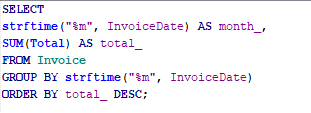 SELECT
strftime("%m", InvoiceDate) AS month_,
SUM(Total) AS total_
FROM Invoice
GROUP BY strftime("%m", InvoiceDate)
ORDER BY total_ DESC;